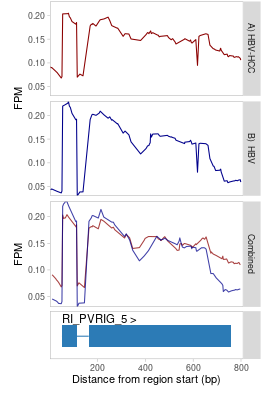 0.20
0.15
0.10
0.05
A) HBV-HCC
FPM
0.20
0.15
0.10
0.05
B) HBV
0.20
0.15
0.10
0.05
FPM
Combined
RI_PVRIG_5 >
200 400 600 800
Distance from region start (bp)